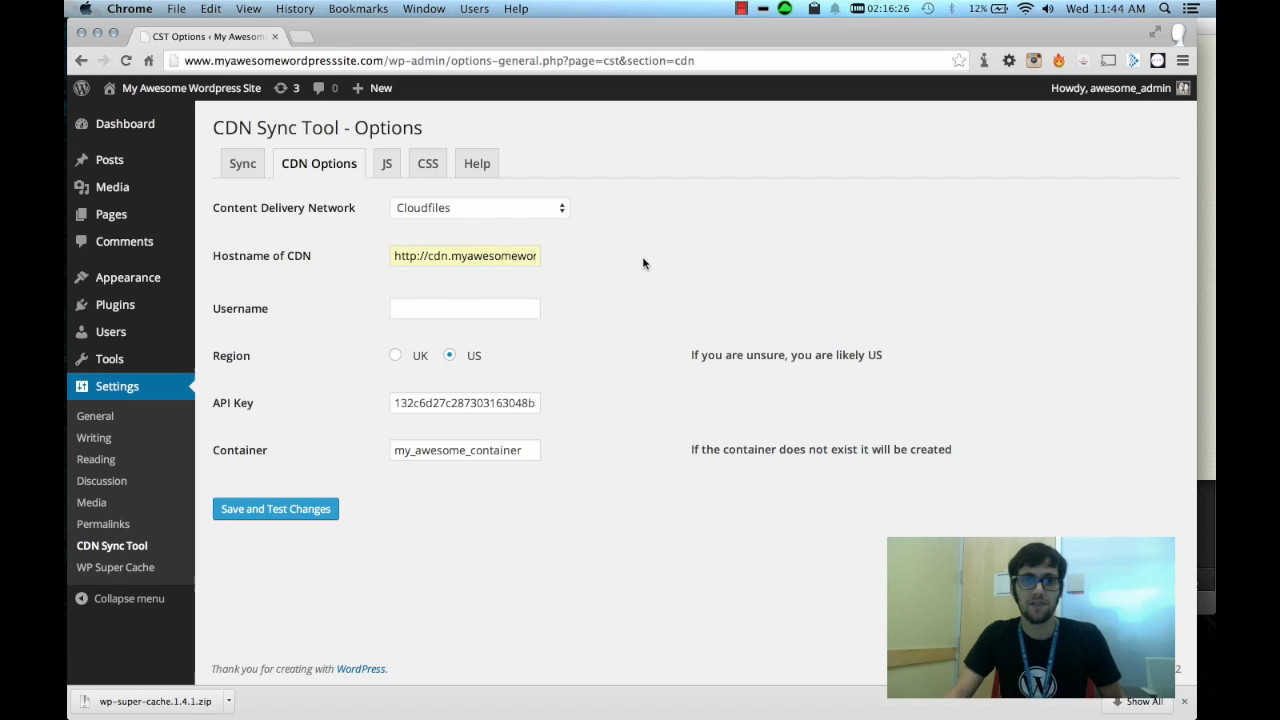 Chrome File Edit View History Bookmarks Window Users Help 02:16:26 12% Wed 11:44 AM
CST Options ‹ My Awesom
www.myawesomewordpresssite.com/wp-admin/options-general.php?page=cst&section=cdn
My Awesome Wordpress Site 3 0 New Howdy, awesome_admin
Dashboard
Posts
Media
Pages
Comments
Appearance
Plugins
Users
Tools
Settings
General
Writing
Reading
Discussion
Media
Permalinks
CDN Sync Tool
WP Super Cache
Collapse menu
CDN Sync Tool - Options
Sync CDN Options JS CSS Help
Content Delivery Network Cloudfiles
Hostname of CDN http://cdn.myawesomewor
Username
Region UK US If you are unsure, you are likely US
API Key 132c6d27c287303163048b
Container my_awesome_container If the container does not exist it will be created
Save and Test Changes
Thank you for creating with WordPress. 2
wp-super-cache.1.4.1.zip Show All